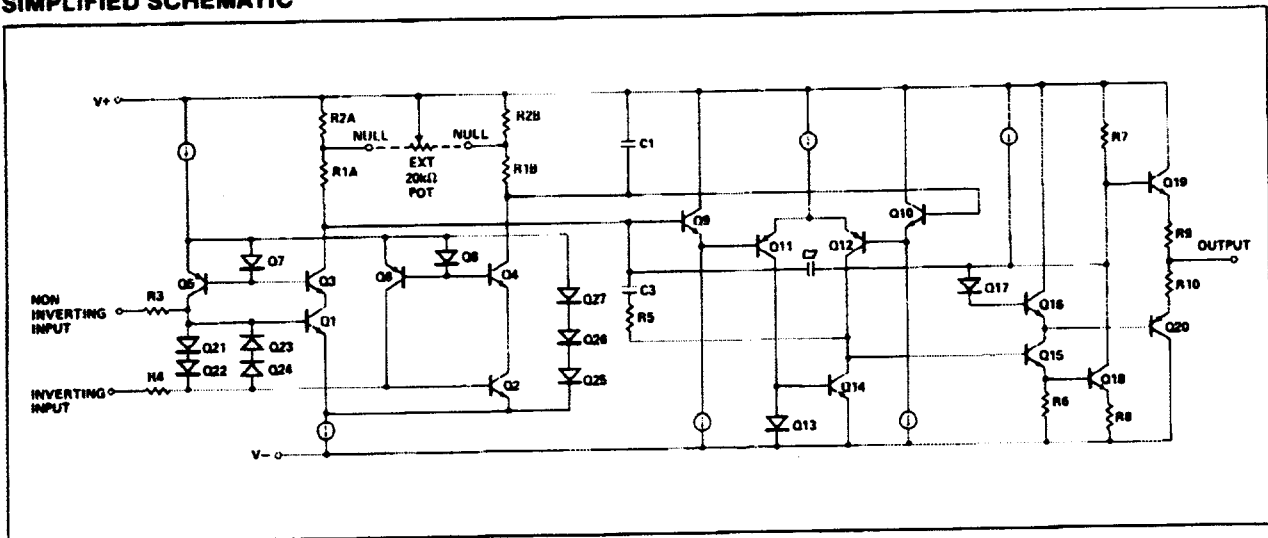 SIMPLIFIED SCHEMATIC
V+
R2A
NULL
NULL
R2B
R1A
EXT
20kΩ
POT
R1B
C1
R7
Q19
Q9
Q10
Q11
Q12
R9
OUTPUT
Q7
Q8
Q5
Q3
Q6
Q4
NON
INVERTING
INPUT
R3
Q1
Q27
C3
Q17
Q16
R10
Q21
Q23
Q26
R5
Q20
Q22
Q24
Q15
INVERTING
INPUT
R4
Q2
Q25
Q14
Q18
R6
Q13
R8
V-